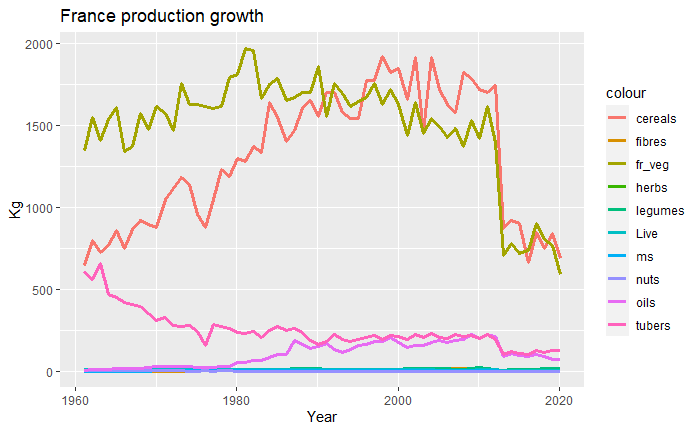 France production growth
2000
1500
1000
500
0
Kg
1960
1980
2000
2020
Year
colour
cereals
fibres
fr_veg
herbs
legumes
Live
ms
nuts
oils
tubers